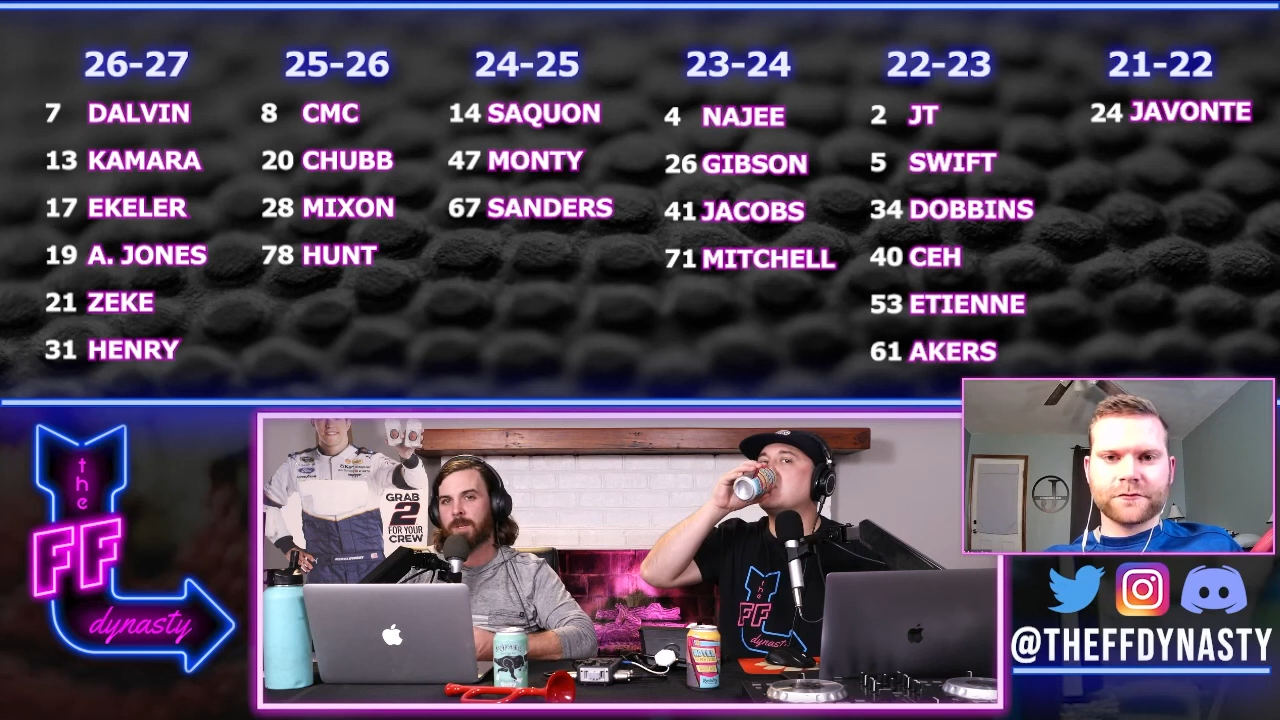 26-27
7 DALVIN
13 KAMARA
17 EKELER
19 A. JONES
21 ZEKE
31 HENRY
25-26
8 CMC
20 CHUBB
28 MIXON
78 HUNT
24-25
14 SAQUON
47 MONTY
67 SANDERS
23-24
4 NAJEE
26 GIBSON
41 JACOBS
71 MITCHELL
22-23
2 JT
5 SWIFT
34 DOBBINS
40 CEH
53 ETIENNE
61 AKERS
21-22
24 JAVONTE
the
FF
dynasty
GRAB
2
FOR YOUR
CREW
the
FF
dynasty
@THEFFDYNASTY